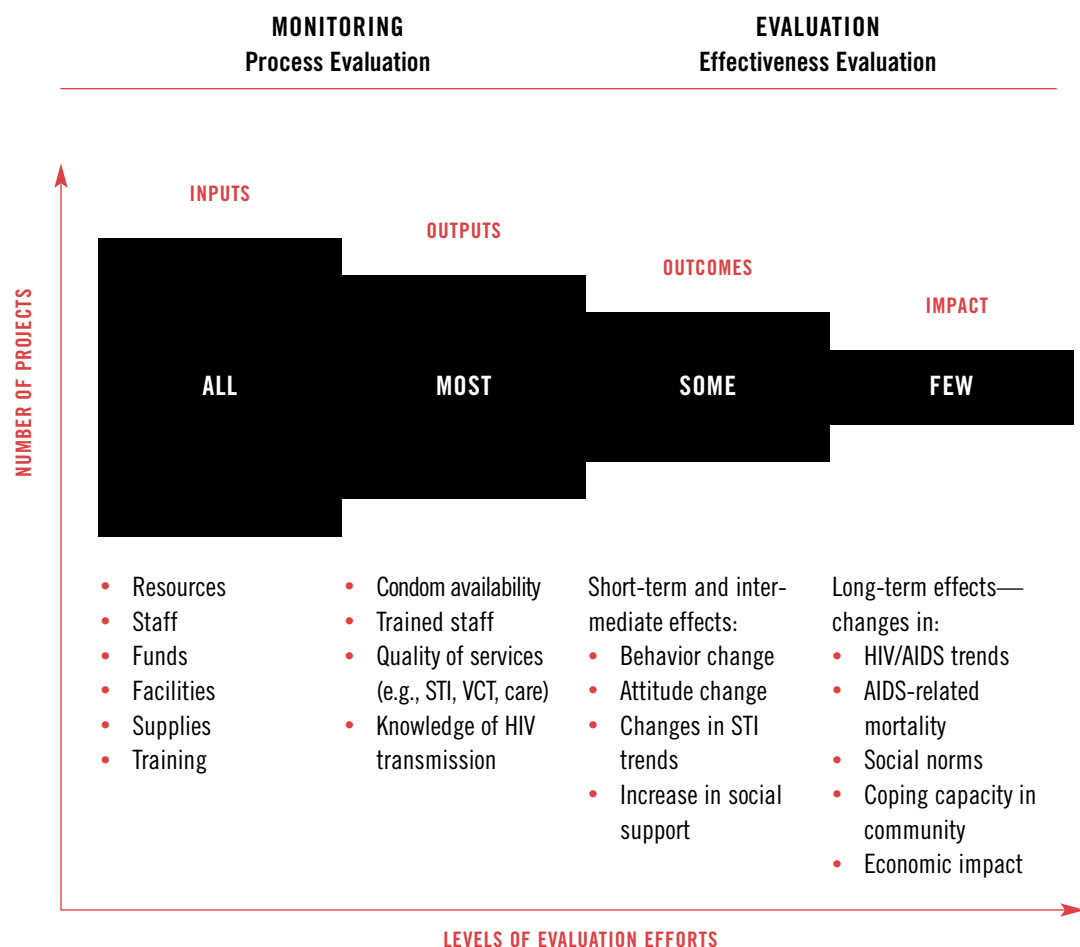 MONITORING
Process Evaluation
EVALUATION
Effectiveness Evaluation
NUMBER OF PROJECTS
INPUTS
OUTPUTS
OUTCOMES
IMPACT
ALL
MOST
SOME
FEW
• Resources
• Staff
• Funds
• Facilities
• Supplies
• Training
• Condom availability
• Trained staff
• Quality of services
(e.g., STI, VCT, care)
• Knowledge of HIV
transmission
Short-term and inter-
mediate effects:
• Behavior change
• Attitude change
• Changes in STI
trends
• Increase in social
support
Long-term effects—
changes in:
• HIV/AIDS trends
• AIDS-related
mortality
• Social norms
• Coping capacity in
community
• Economic impact
LEVELS OF EVALUATION EFFORTS